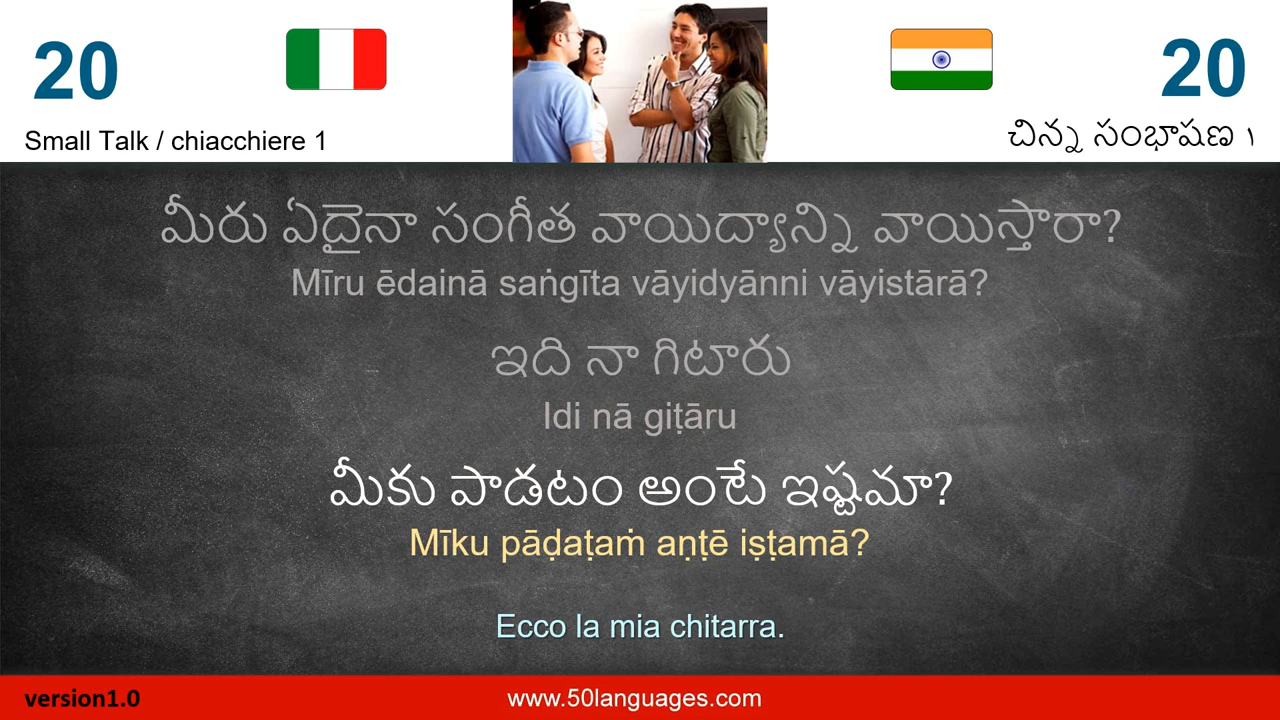 20
20
Small Talk / chiacchiere 1
చిన్న సంభాషణ ١
మీరు ఏదైనా సంగీత వాయిద్యాన్ని వాయిస్తారా?
Mīru ēdainā saṅgīta vāyidyānni vāyistārā?
ఇది నా గిటారు
Idi nā giṭāru
మీకు పాడటం అంటే ఇష్టమా?
Mīku pāḍaṭaṁ aṇṭē iṣṭamā?
Ecco la mia chitarra.
version1.0
www.50languages.com